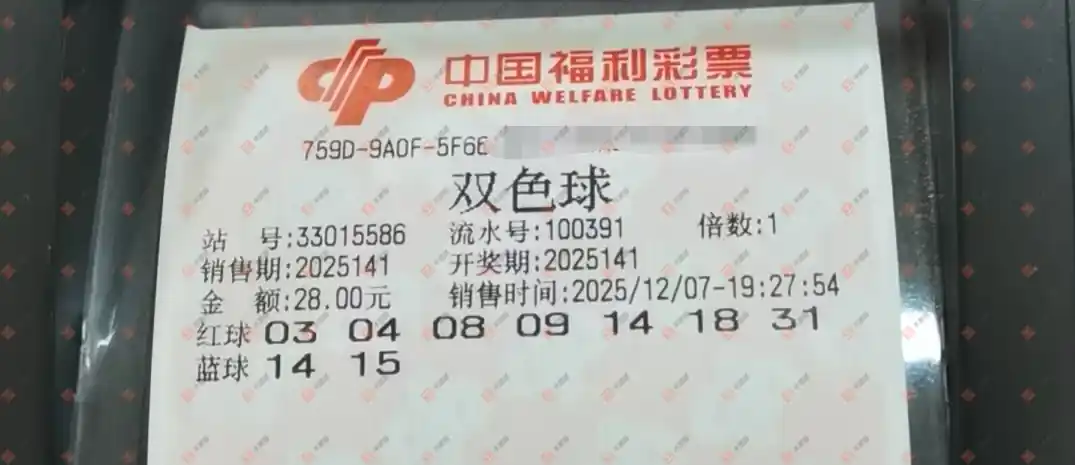 中国福利彩票
CHINA WELFARE LOTTERY
759D-9A0F-5F6E
双色球
站 号:33015586 流水号:100391 倍数:1
销售期:2025141 开奖期:2025141
金 额:28.00元 销售时间:2025/12/07-19:27:54
红球 03 04 08 09 14 18 31
蓝球 14 15